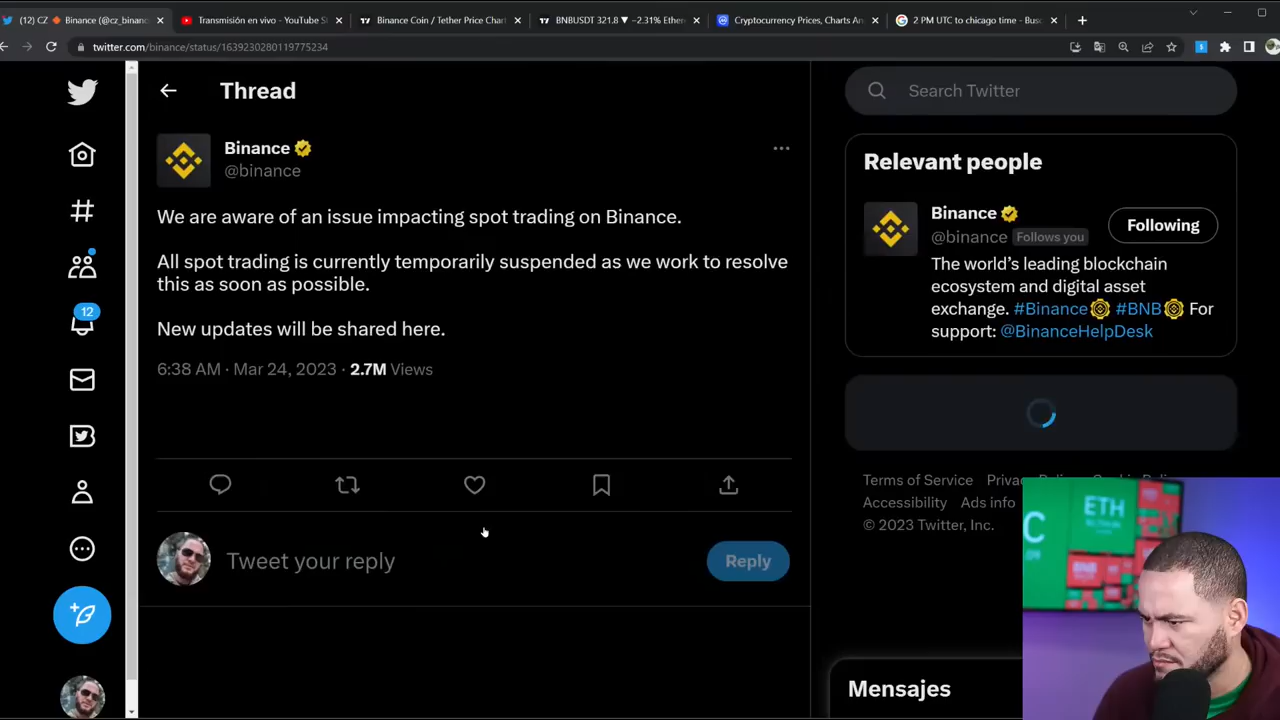 (12) CZ Binance (@cz_binanc
Transmisión en vivo - YouTube S
Binance Coin / Tether Price Char
BNBUSDT 321.8 ▼ −2.31% Ether
Cryptocurrency Prices, Charts An
2 PM UTC to chicago time - Bus
twitter.com/binance/status/1639230280119775234
Thread
Search Twitter
Binance
@binance
We are aware of an issue impacting spot trading on Binance.
All spot trading is currently temporarily suspended as we work to resolve
this as soon as possible.
New updates will be shared here.
6:38 AM · Mar 24, 2023 · 2.7M Views
12
Tweet your reply
Reply
Relevant people
Binance
@binance Follows you
Following
The world’s leading blockchain
ecosystem and digital asset
exchange. #Binance #BNB For
support: @BinanceHelpDesk
Terms of Service
Accessibility Ads info
© 2023 Twitter, Inc.
ETH
C
BNB
Mensajes